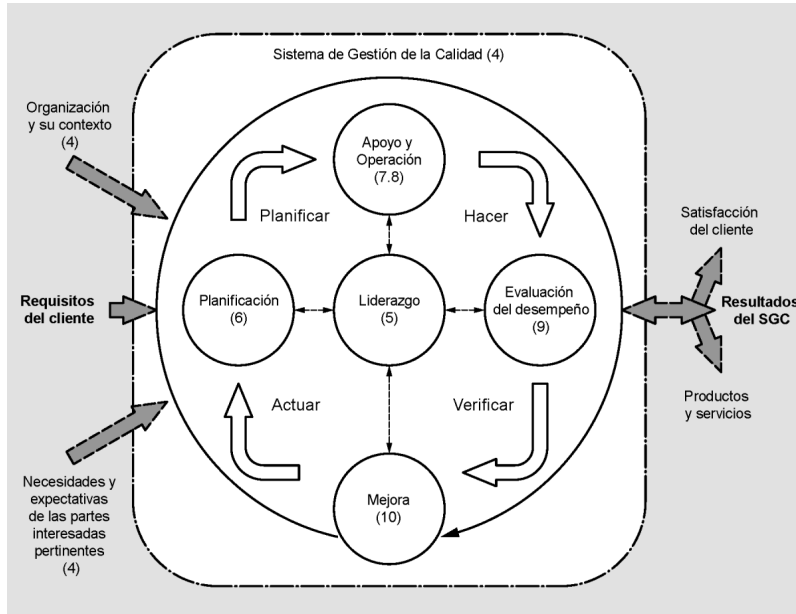 Sistema de Gestión de la Calidad (4)
Organización
y su contexto
(4)
Apoyo y
Operación
(7.8)
Planificar
Hacer
Satisfacción
del cliente
Requisitos
del cliente
Planificación
(6)
Liderazgo
(5)
Evaluación
del desempeño
(9)
Resultados
del SGC
Actuar
Verificar
Productos
y servicios
Necesidades y
expectativas
de las partes
interesadas
pertinentes
(4)
Mejora
(10)